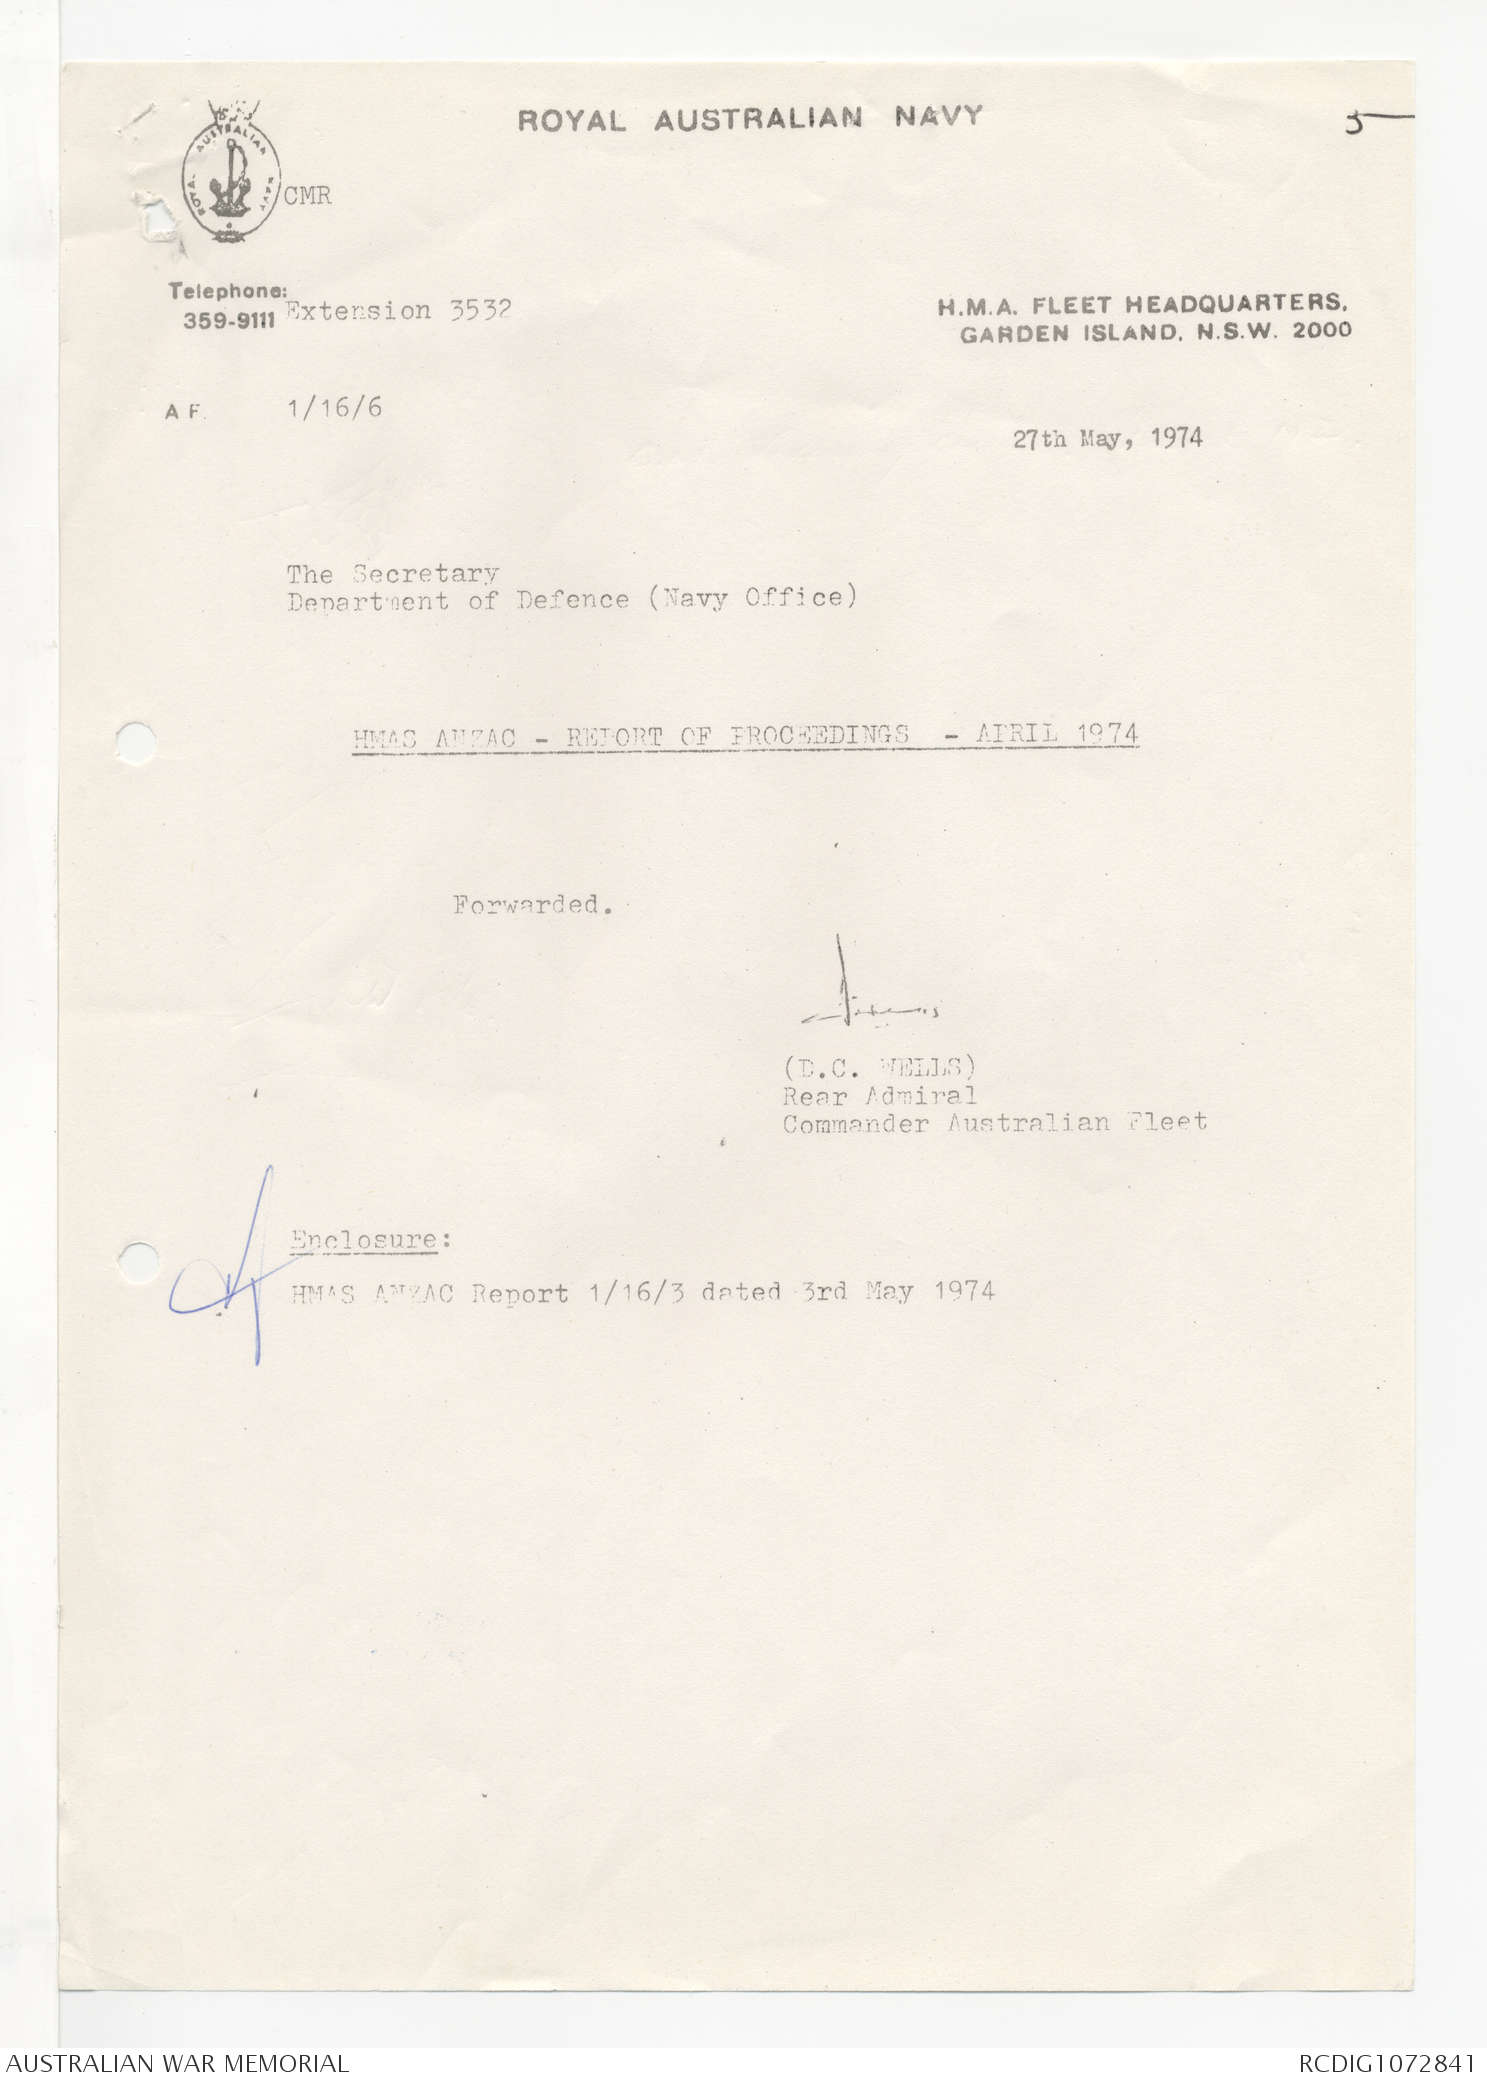 ROYAL AUSTRALIAN NAVY
5
ROYAL AUSTRALIAN NAVY
CMR
Telephone:
359-9111 Extension 3532
H.M.A. FLEET HEADQUARTERS,
GARDEN ISLAND, N.S.W. 2000
A F. 1/16/6
27th May, 1974
The Secretary
Department of Defence (Navy Office)
HMAS ANZAC - REPORT OF PROCEEDINGS - APRIL 1974
Forwarded.
(D.C. WELLS)
Rear Admiral
Commander Australian Fleet
Enclosure:
HMAS ANZAC Report 1/16/3 dated 3rd May 1974
AUSTRALIAN WAR MEMORIAL
RCDIG1072841